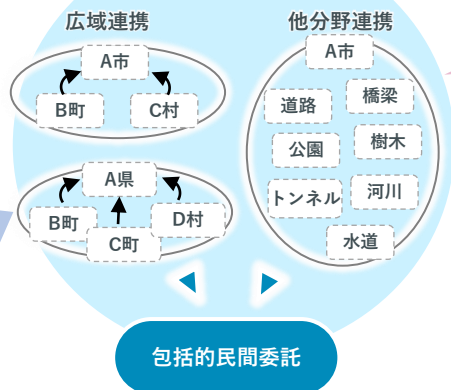 広域連携
A市
B町
C村
A県
B町
C町
D村
他分野連携
A市
道路
橋梁
公園
樹木
トンネル
河川
水道
包括的民間委託